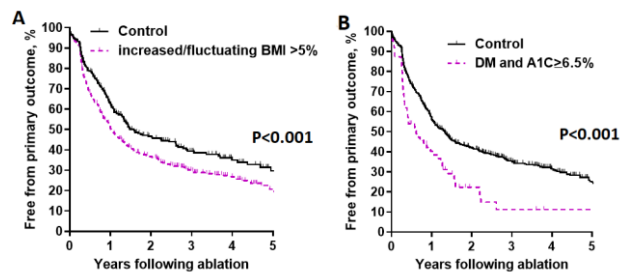 A
Control
increased/fluctuating BMI >5%
P<0.001
Free from primary outcome, %
100
90
80
70
60
50
40
30
20
10
0
0 1 2 3 4 5
Years following ablation
B
Control
DM and A1C≥6.5%
P<0.001
Free from primary outcome, %
100
90
80
70
60
50
40
30
20
10
0 1 2 3 4 5
Years following ablation